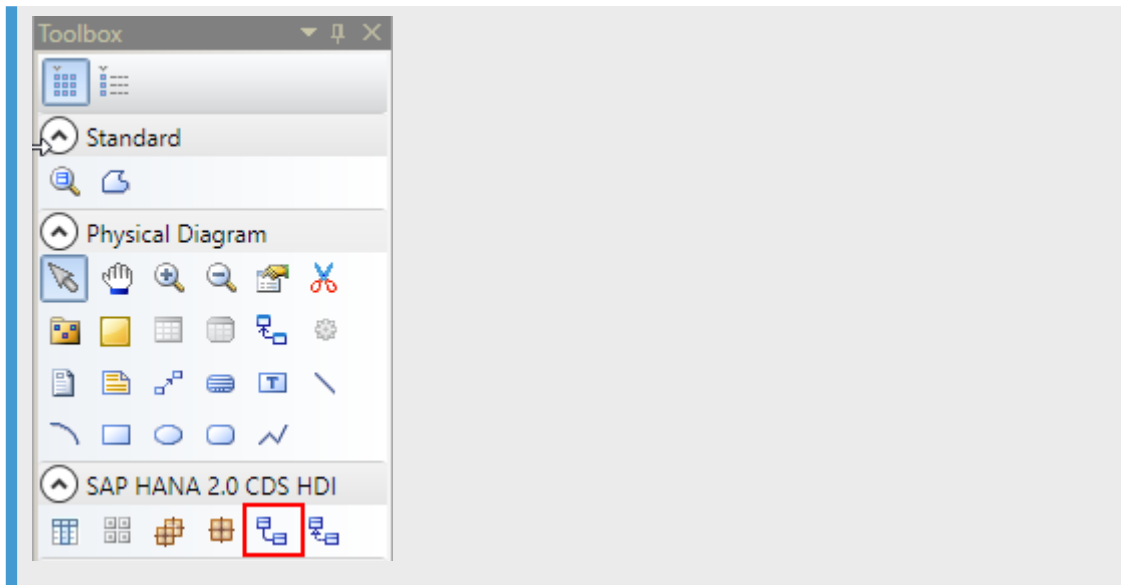 Toolbox
Standard
Physical Diagram
T
SAP HANA 2.0 CDS HDI